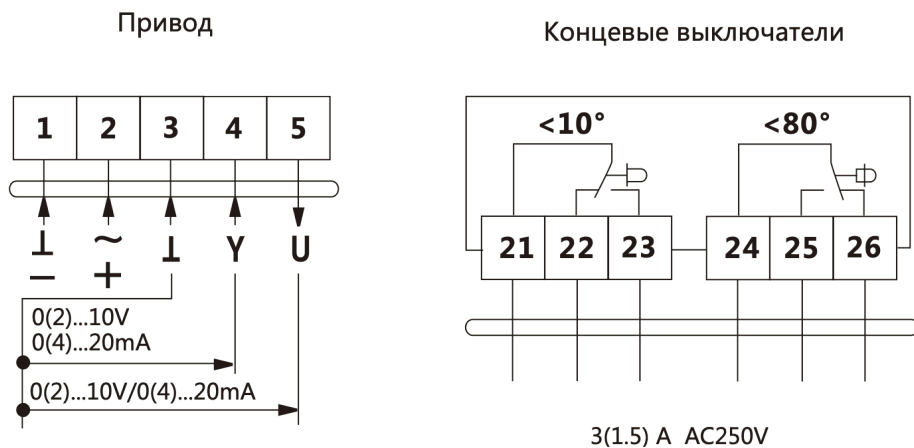 Привод
Концевые выключатели
1 2 3 4 5
<10° <80°
21 22 23 24 25 26
⊥ ~ ⊥ Y U
− +
0(2)...10V
0(4)...20mA
0(2)...10V/0(4)...20mA
3(1.5) A AC250V